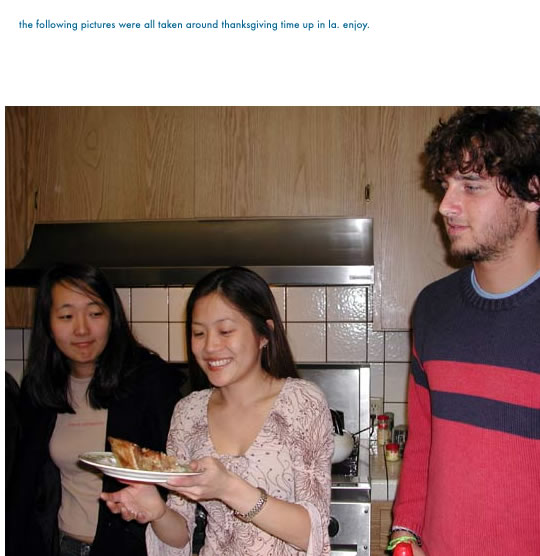 the following pictures were all taken around thanksgiving time up in la. enjoy.